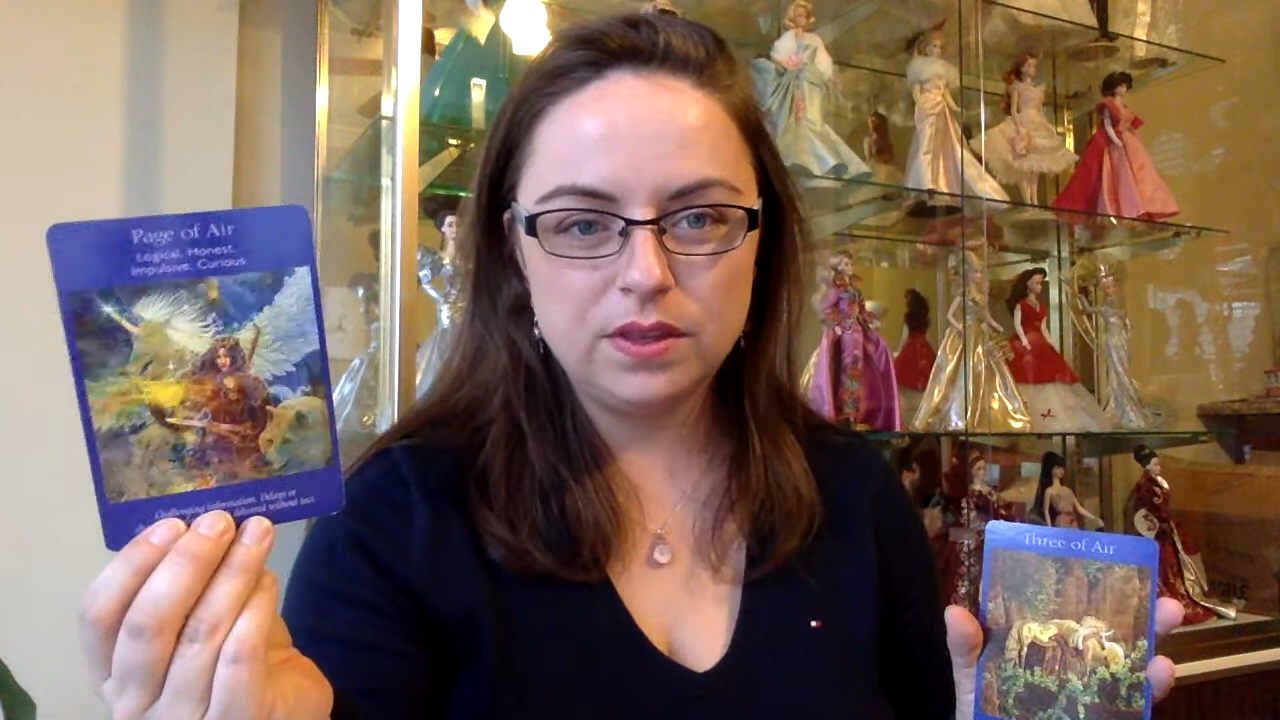 Page of Air
Logical. Honest.
Impulsive. Curious
Challenging information. Delays or
delivered without tact.
Three of Air